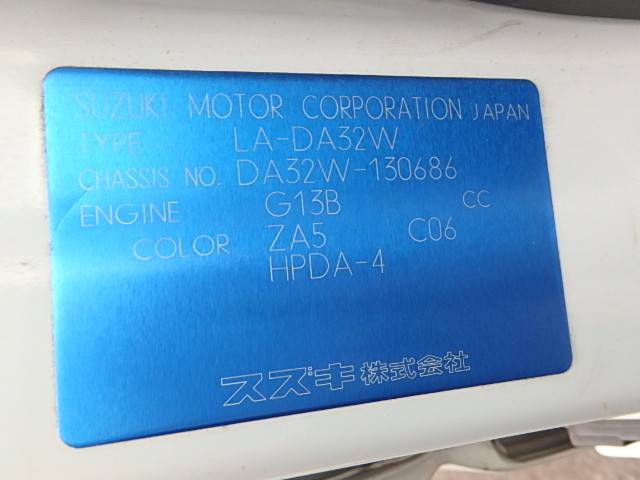 SUZUKI MOTOR CORPORATION JAPAN
TYPE LA-DA32W
CHASSIS NO. DA32W-130686
ENGINE G13B CC
COLOR ZA5 C06
HPDA-4
スズキ株式会社